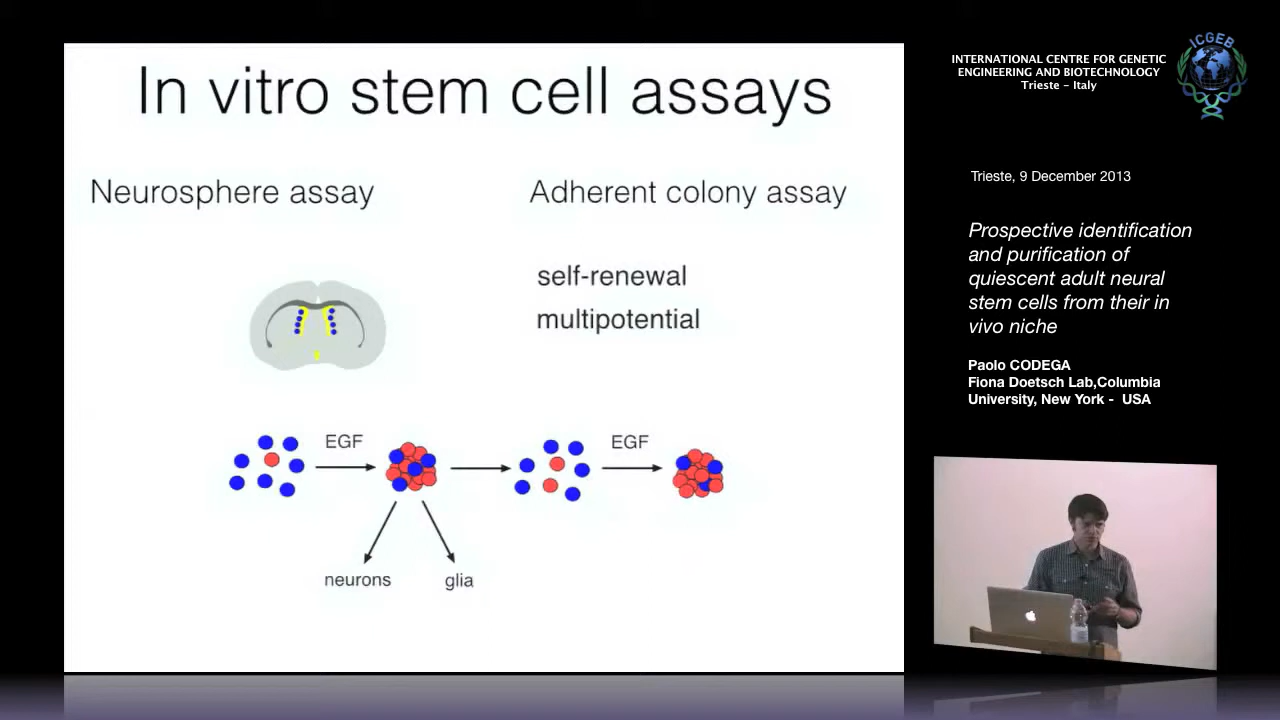 In vitro stem cell assays
Neurosphere assay
Adherent colony assay
self-renewal
multipotential
EGF
EGF
neurons
glia
INTERNATIONAL CENTRE FOR GENETIC
ENGINEERING AND BIOTECHNOLOGY
Trieste - Italy
ICGEB
Trieste, 9 December 2013
Prospective identification
and purification of
quiescent adult neural
stem cells from their in
vivo niche
Paolo CODEGA
Fiona Doetsch Lab,Columbia
University, New York - USA